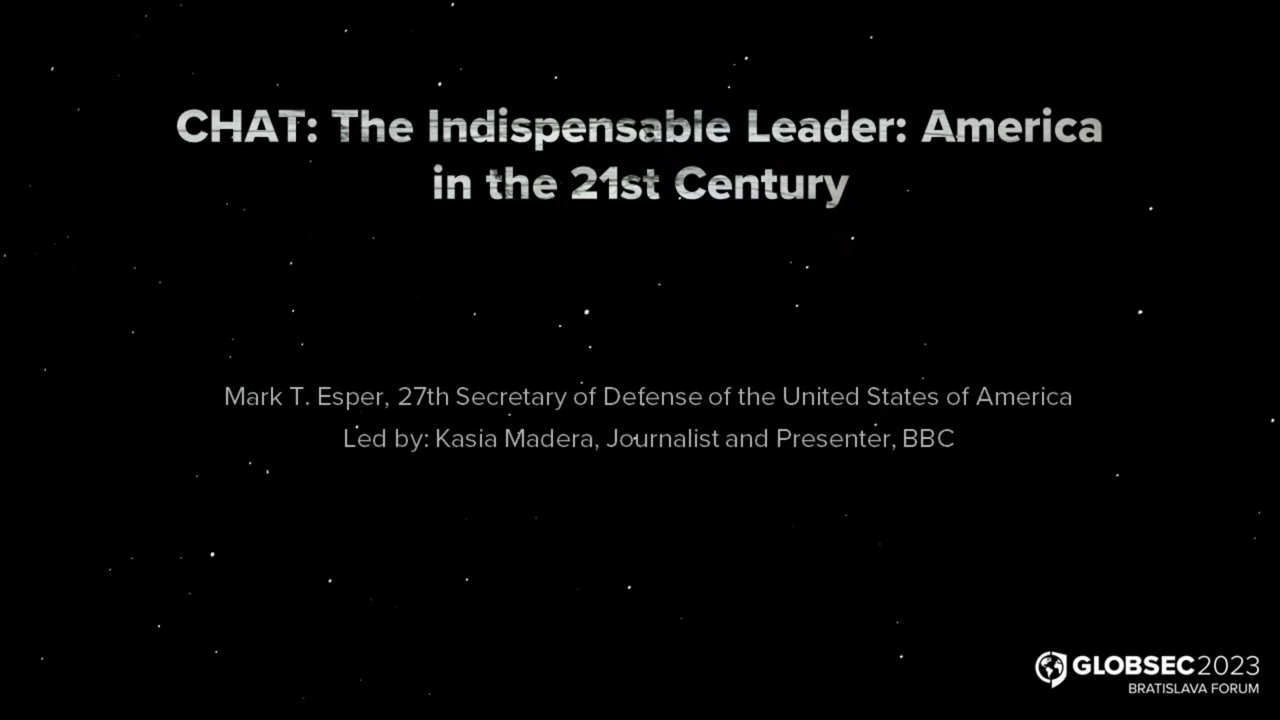 CHAT: The Indispensable Leader: America
in the 21st Century
Mark T. Esper, 27th Secretary of Defense of the United States of America
Led by: Kasia Madera, Journalist and Presenter, BBC
GLOBSEC2023
BRATISLAVA FORUM